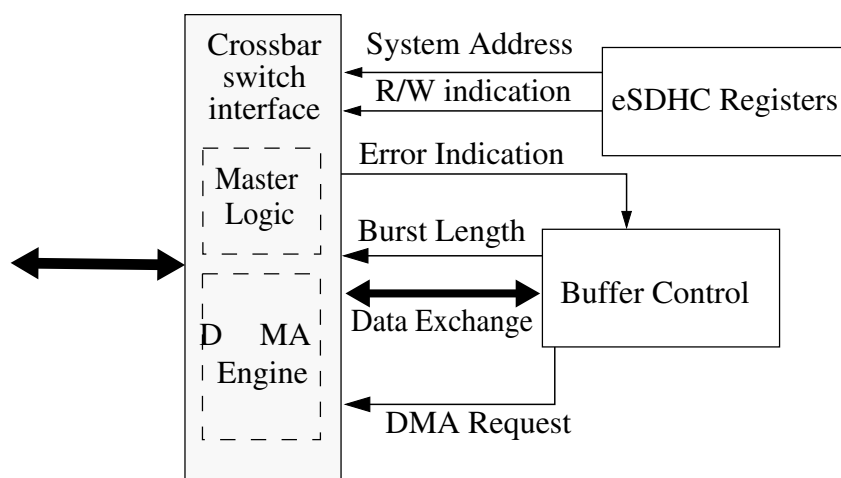 Crossbar
switch
interface
System Address
R/W indication
eSDHC Registers
Error Indication
Master
Logic
Burst Length
Buffer Control
Data Exchange
D MA
Engine
DMA Request